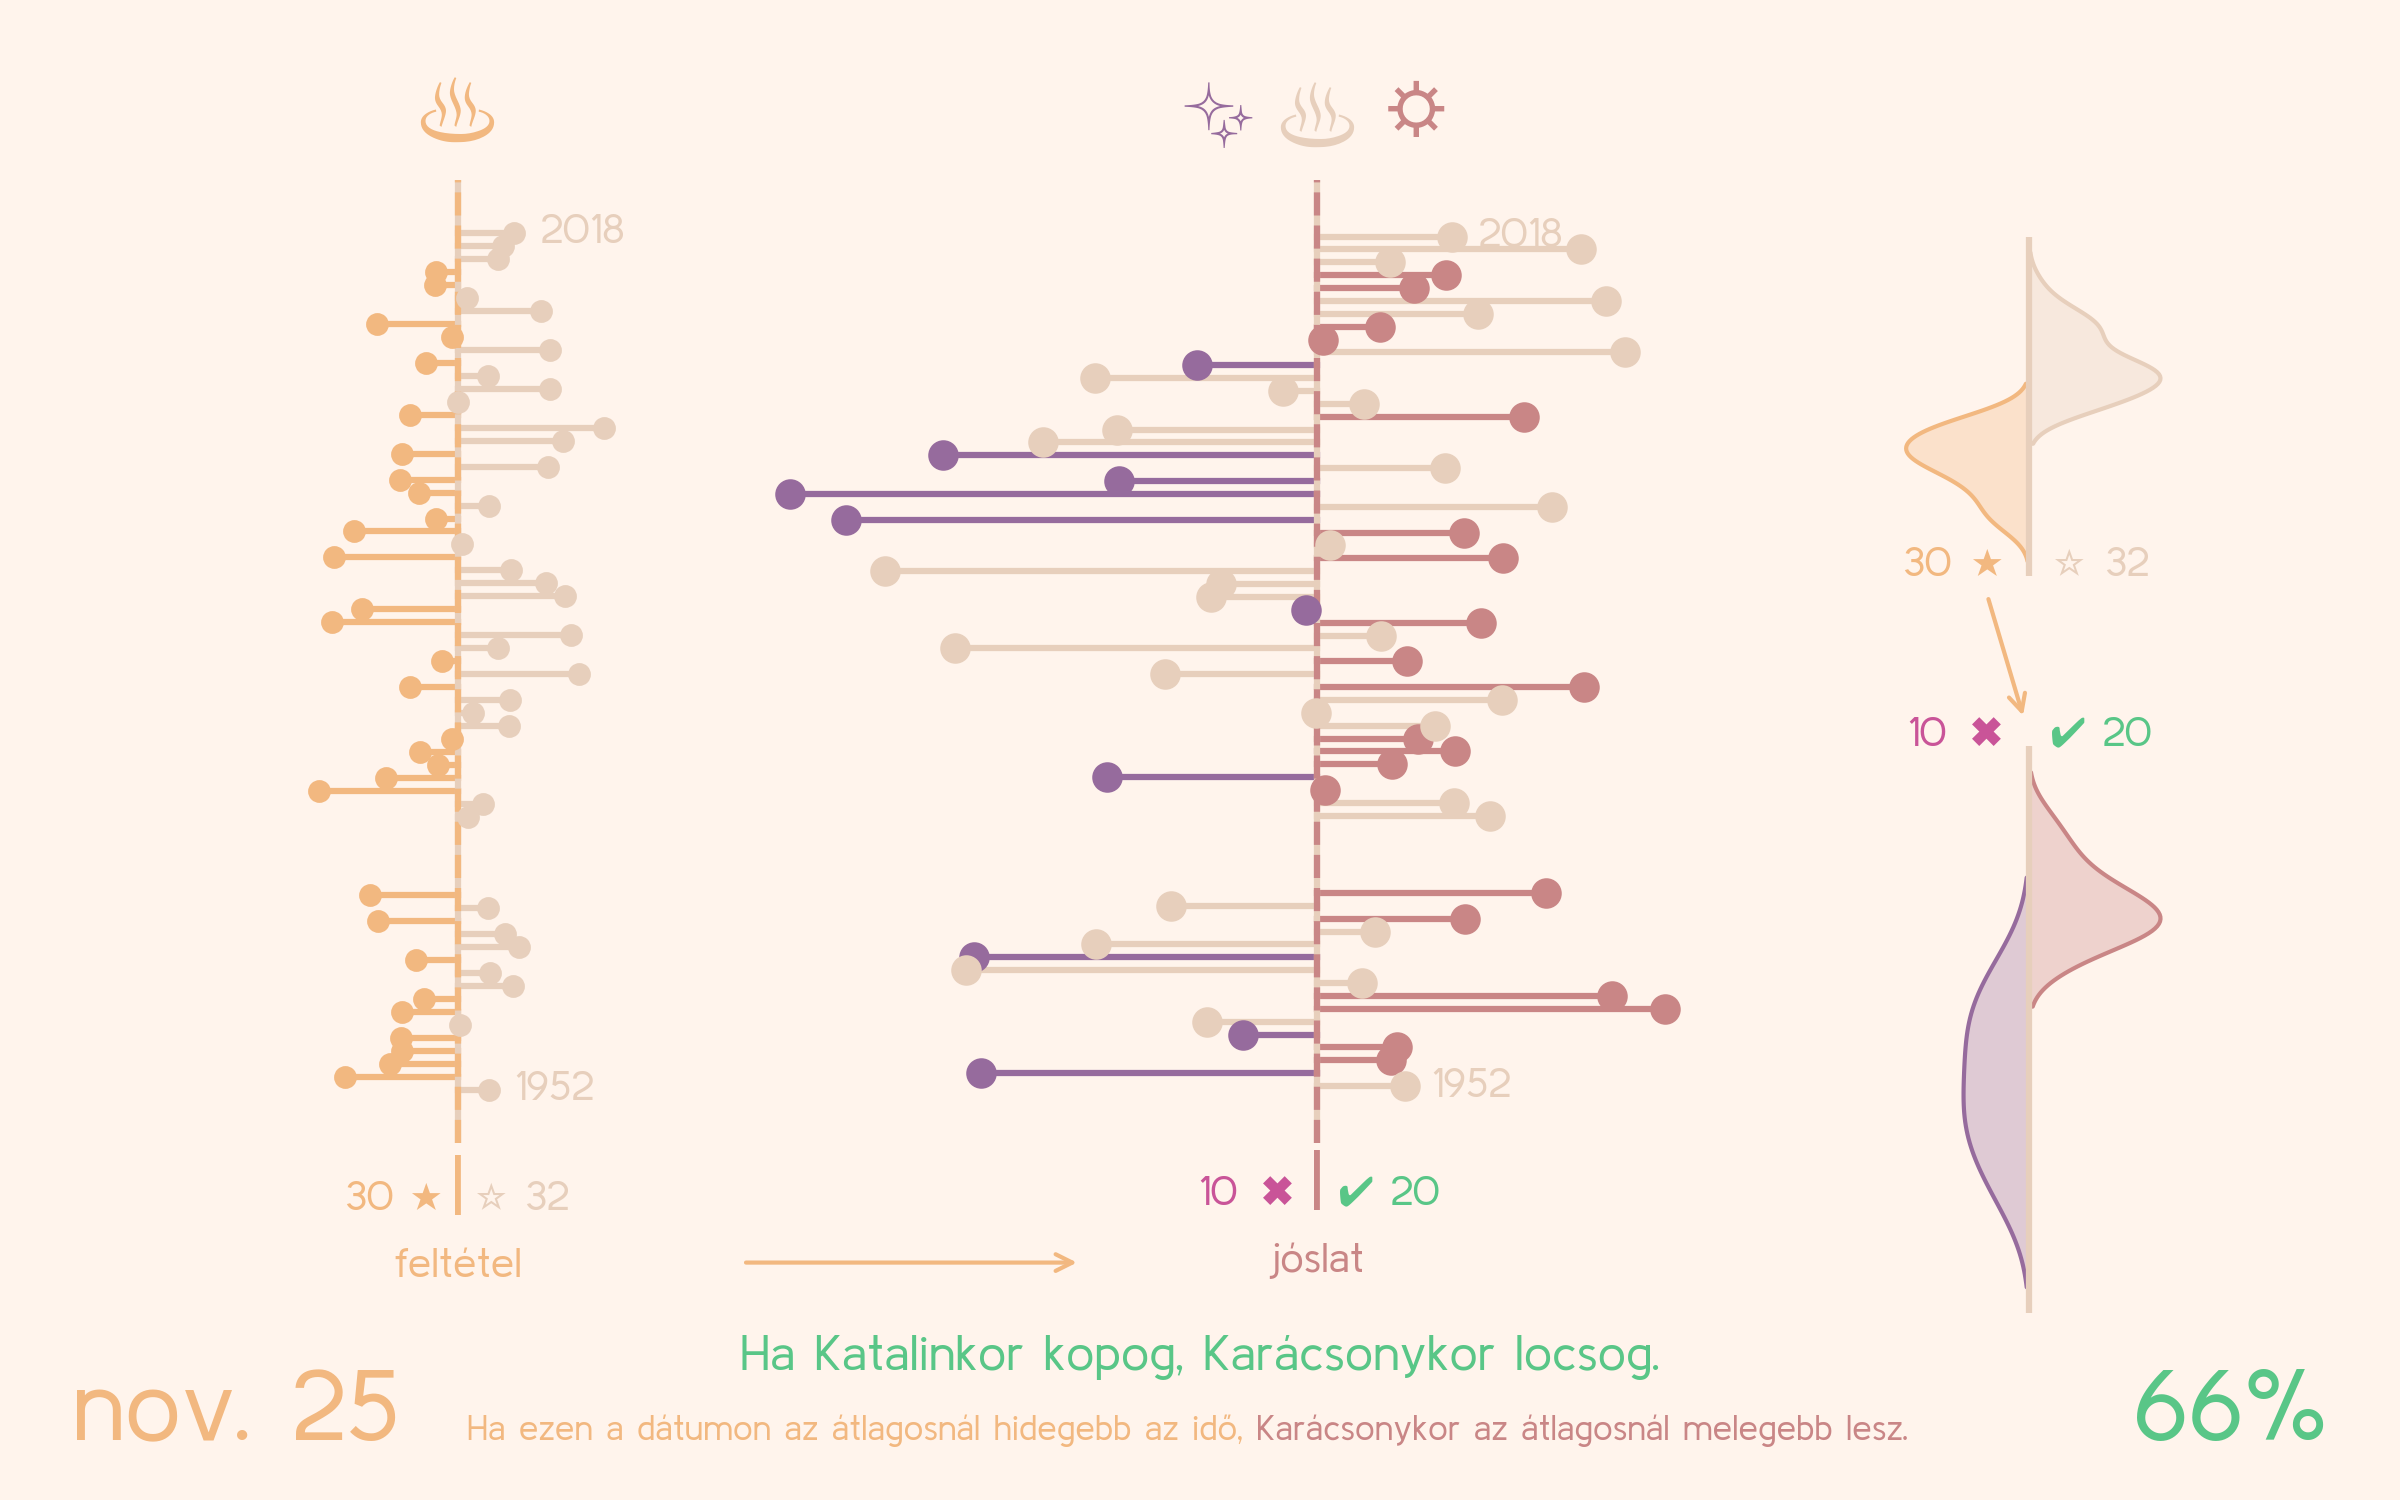 2018
2018
30 ★ ☆ 32
10 ✖ ✔ 20
1952
1952
30 ★ ☆ 32
10 ✖ ✔ 20
feltétel
jóslat
Ha Katalinkor kopog, Karácsonykor locsog.
nov. 25
Ha ezen a dátumon az átlagosnál hidegebb az idő, Karácsonykor az átlagosnál melegebb lesz.
66%